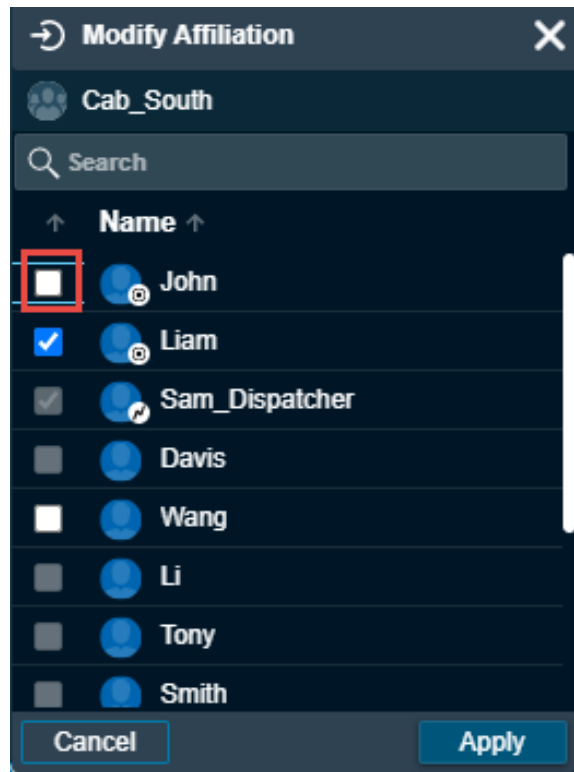 Modify Affiliation
Cab_South
Search
Name
John
Liam
Sam_Dispatcher
Davis
Wang
Li
Tony
Smith
Cancel Apply